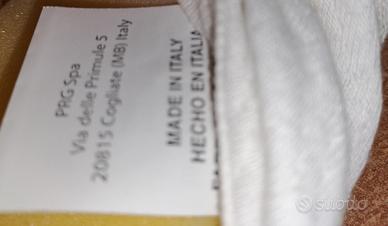 PRG Spa
Via delle Primule 5
20815 Cogliate (MB) Italy
MADE IN ITALY
HECHO EN ITALIA
subito